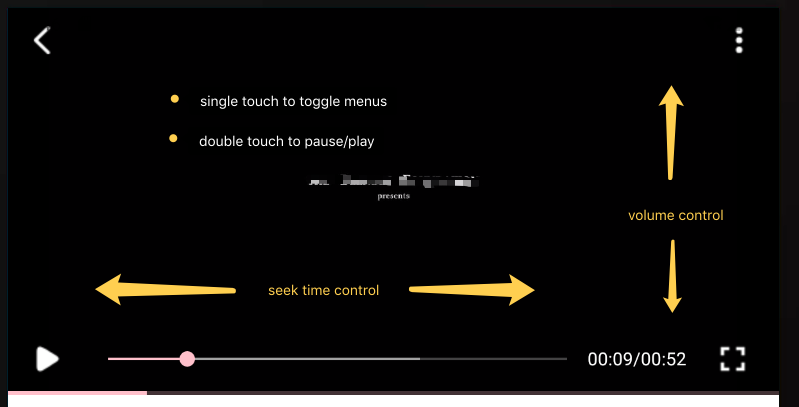 single touch to toggle menus
double touch to pause/play
presents
volume control
seek time control
00:09/00:52